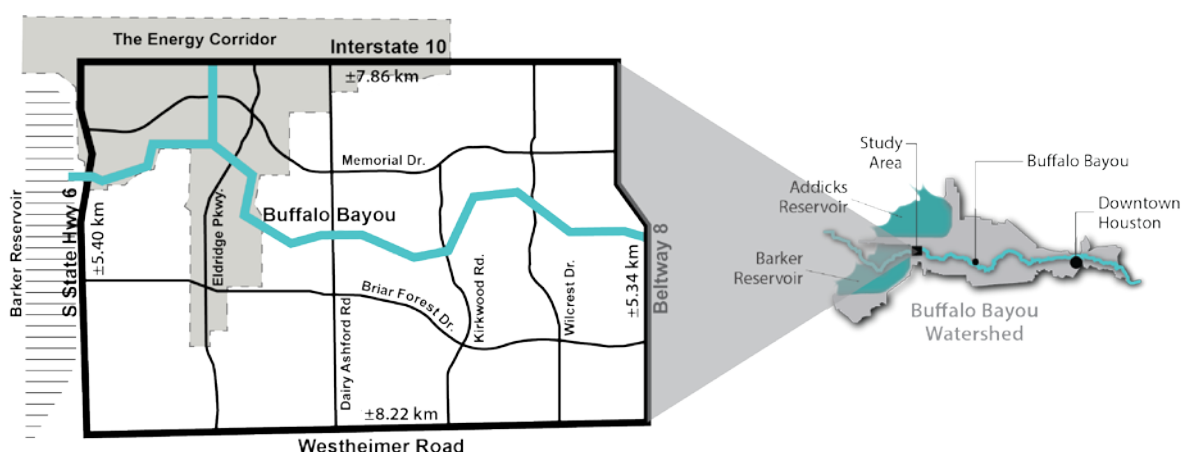 The Energy Corridor
Interstate 10
±7.86 km
Memorial Dr.
Barker Reservoir
S State Hwy 6
±5.40 km
Eldridge Pkwy.
Buffalo Bayou
Briar Forest Dr.
Dairy Ashford Rd
Kirkwood Rd.
Wilcrest Dr.
±5.34 km
Beltway 8
±8.22 km
Westheimer Road
Study
Area
Buffalo Bayou
Addicks
Reservoir
Downtown
Houston
Barker
Reservoir
Buffalo Bayou
Watershed